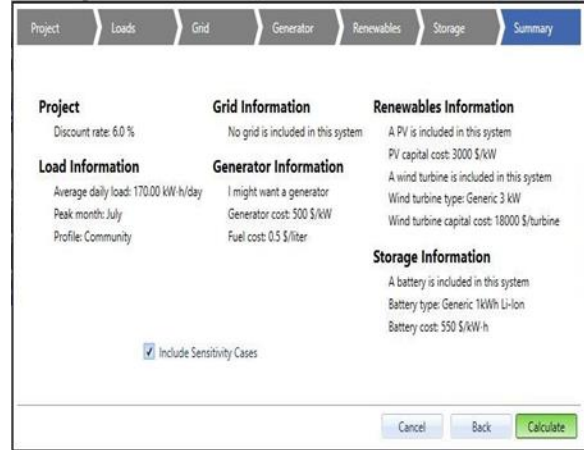 Project Loads Grid Generator Renewables Storage Summary
Project
Discount rate: 6.0 %
Load Information
Average daily load: 170.00 kW·h/day
Peak month: July
Profile: Community
Grid Information
No grid is included in this system
Generator Information
I might want a generator
Generator cost: 500 $/kW
Fuel cost: 0.5 $/liter
Renewables Information
A PV is included in this system
PV capital cost: 3000 $/kW
A wind turbine is included in this system
Wind turbine type: Generic 3 kW
Wind turbine capital cost: 18000 $/turbine
Storage Information
A battery is included in this system
Battery type: Generic 1kWh Li-Ion
Battery cost: 550 $/kW·h
Include Sensitivity Cases
Cancel Back Calculate